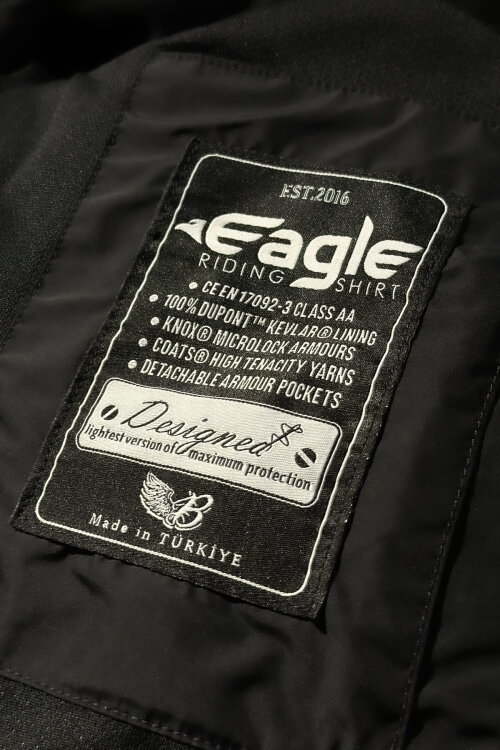 EST.2016
Eagle
RIDING SHIRT
• CE EN 17092-3 CLASS AA
• 100% DUPONT™ KEVLAR® LINING
• KNOX® MICROLOCK ARMOURS
• COATS® HIGH TENACITY YARNS
• DETACHABLE ARMOUR POCKETS
Designed &
lightest version of maximum protection
B
Made in TÜRKİYE